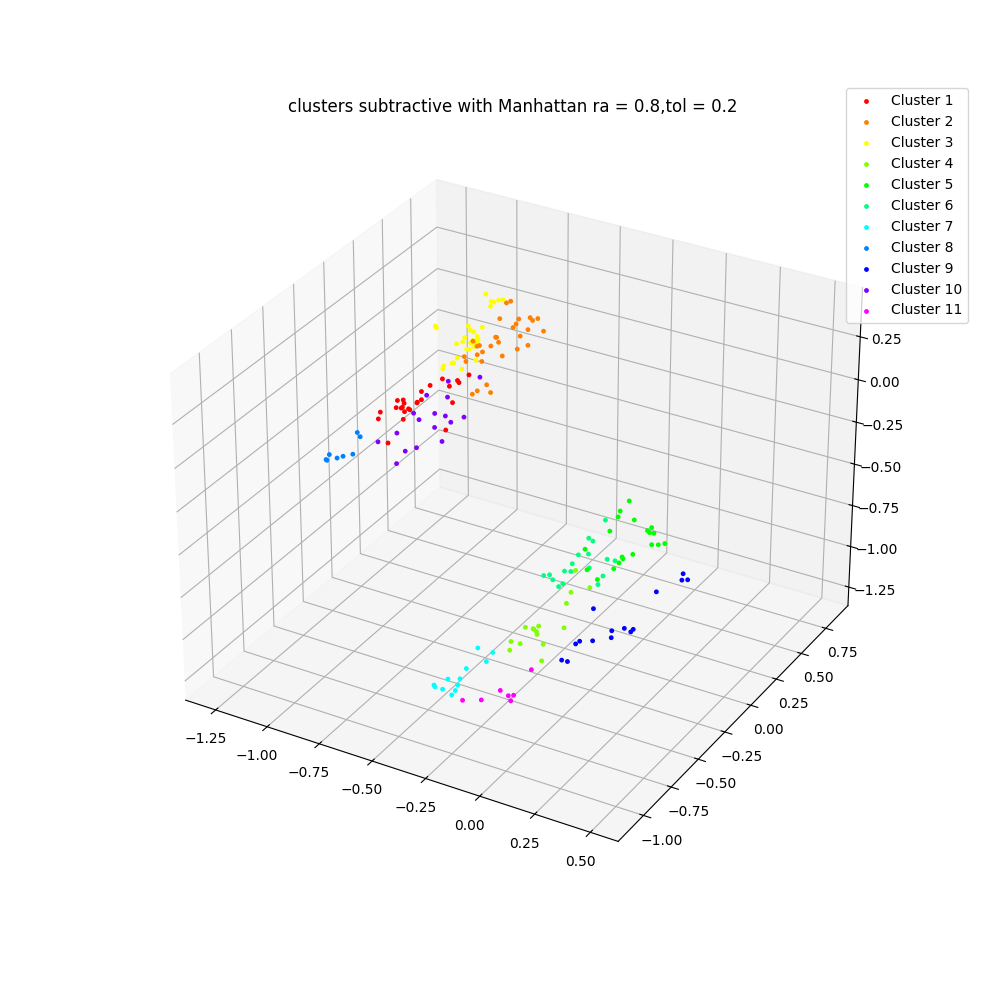 clusters subtractive with Manhattan ra = 0.8,tol = 0.2
Cluster 1
Cluster 2
Cluster 3
Cluster 4
Cluster 5
Cluster 6
Cluster 7
Cluster 8
Cluster 9
Cluster 10
Cluster 11
0.25
0.00
−0.25
−0.50
−0.75
−1.00
−1.25
0.75
0.50
0.25
0.00
−0.25
−0.50
−0.75
−1.00
−1.25
−1.00
−0.75
−0.50
−0.25
0.00
0.25
0.50